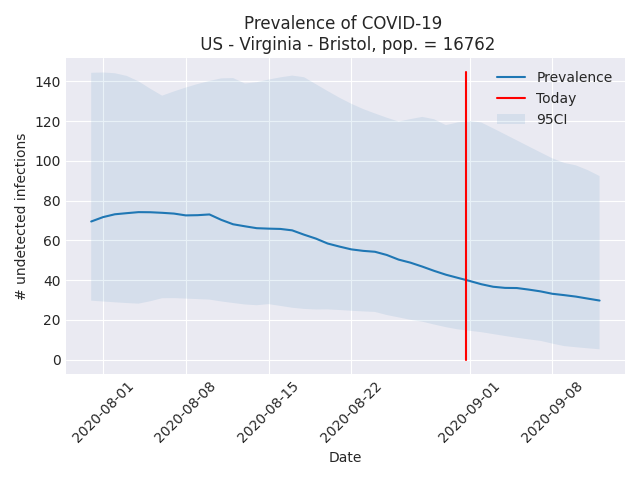 Prevalence of COVID-19
US - Virginia - Bristol, pop. = 16762
140
120
100
80
60
40
20
0
# undetected infections
Prevalence
Today
95CI
2020-08-01
2020-08-08
2020-08-15
2020-08-22
2020-09-01
2020-09-08
Date